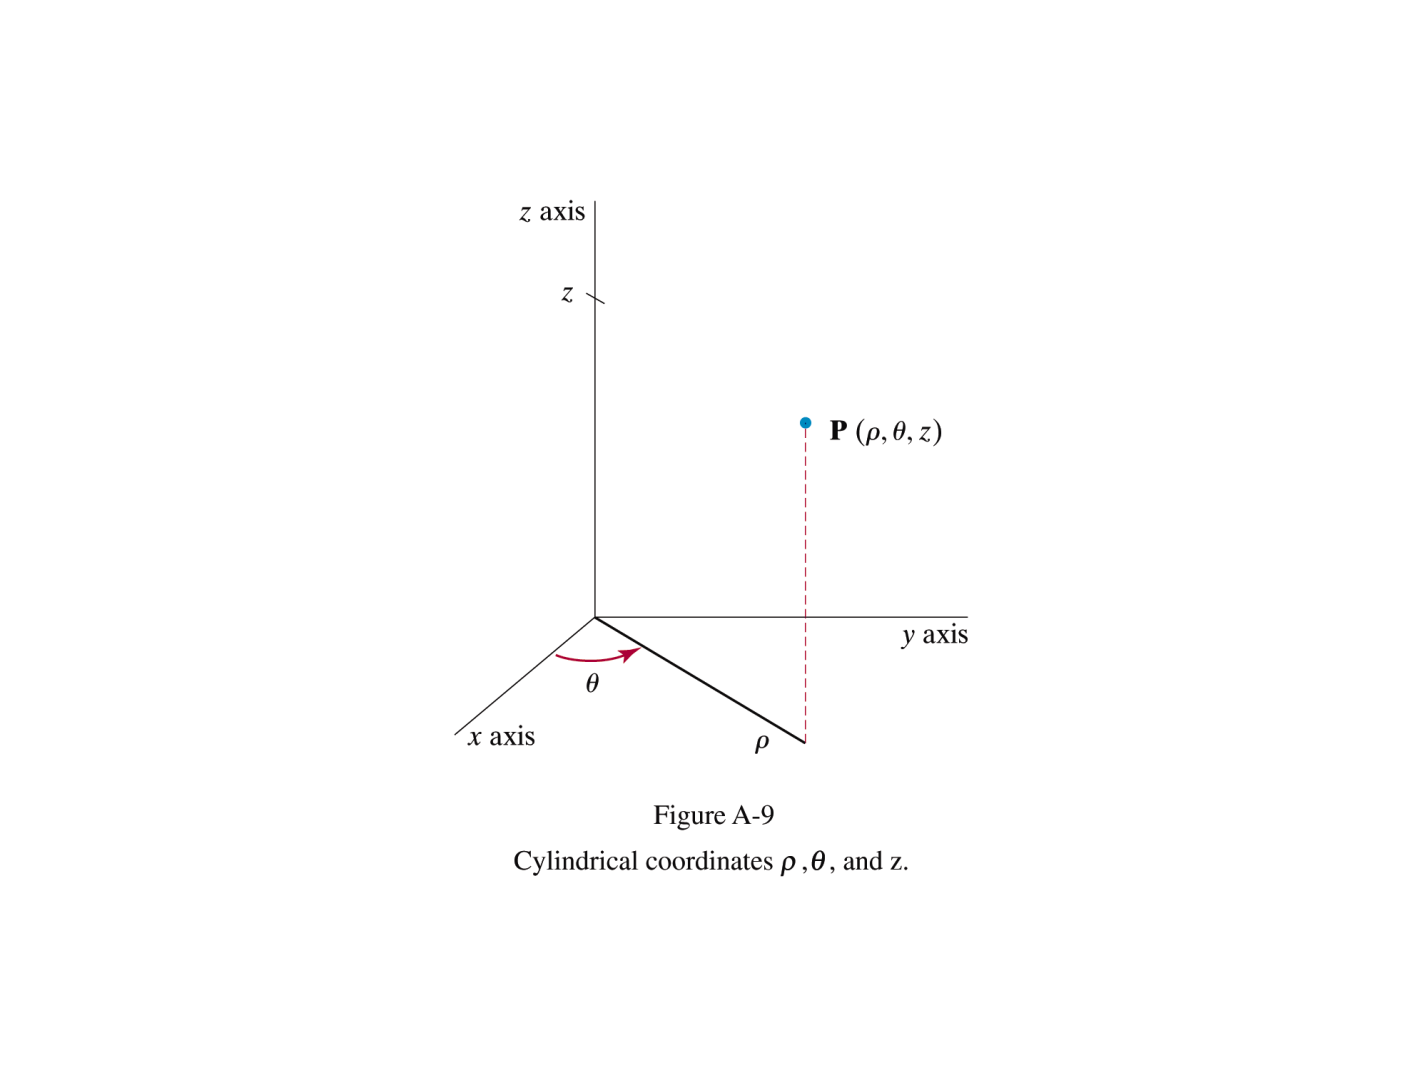 z axis
z
P (ρ, θ, z)
y axis
θ
x axis
ρ
Figure A-9
Cylindrical coordinates ρ ,θ , and z.